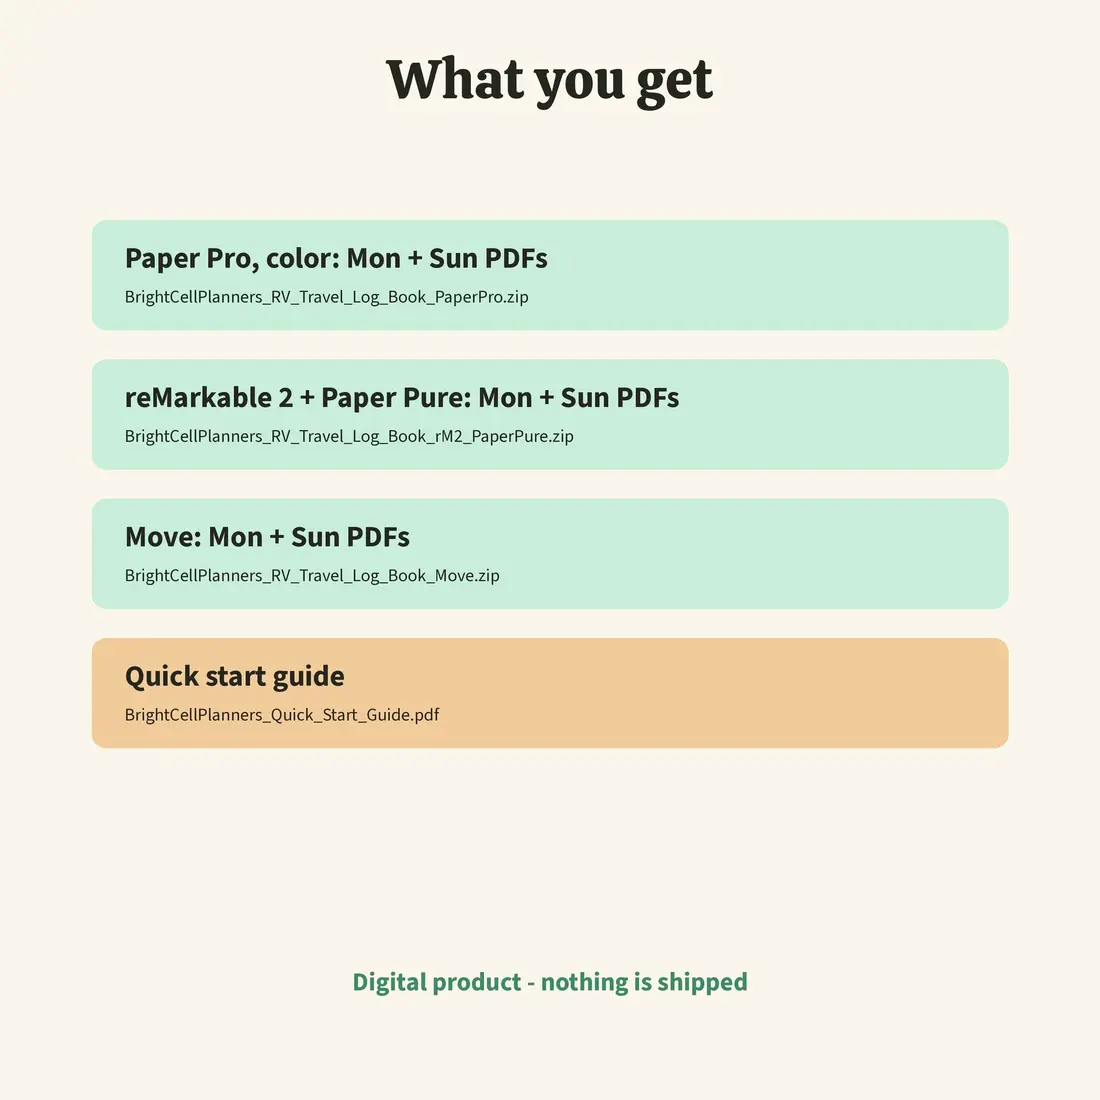 What you get
Paper Pro, color: Mon + Sun PDFs
BrightCellPlanners_RV_Travel_Log_Book_PaperPro.zip
reMarkable 2 + Paper Pure: Mon + Sun PDFs
BrightCellPlanners_RV_Travel_Log_Book_rM2_PaperPure.zip
Move: Mon + Sun PDFs
BrightCellPlanners_RV_Travel_Log_Book_Move.zip
Quick start guide
BrightCellPlanners_Quick_Start_Guide.pdf
Digital product - nothing is shipped